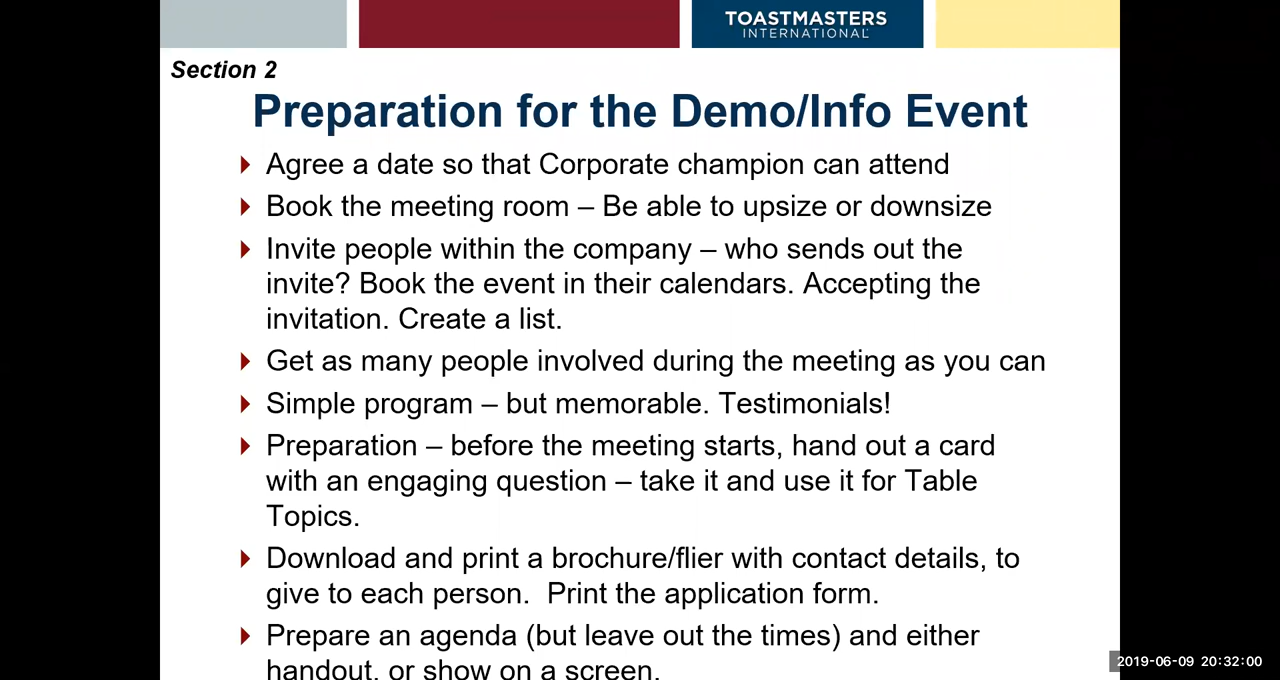 TOASTMASTERS
INTERNATIONAL
Section 2
Preparation for the Demo/Info Event
Agree a date so that Corporate champion can attend
Book the meeting room – Be able to upsize or downsize
Invite people within the company – who sends out the
invite? Book the event in their calendars. Accepting the
invitation. Create a list.
Get as many people involved during the meeting as you can
Simple program – but memorable. Testimonials!
Preparation – before the meeting starts, hand out a card
with an engaging question – take it and use it for Table
Topics.
Download and print a brochure/flier with contact details, to
give to each person.  Print the application form.
Prepare an agenda (but leave out the times) and either
handout, or show on a screen.
2019-06-09 20:32:00